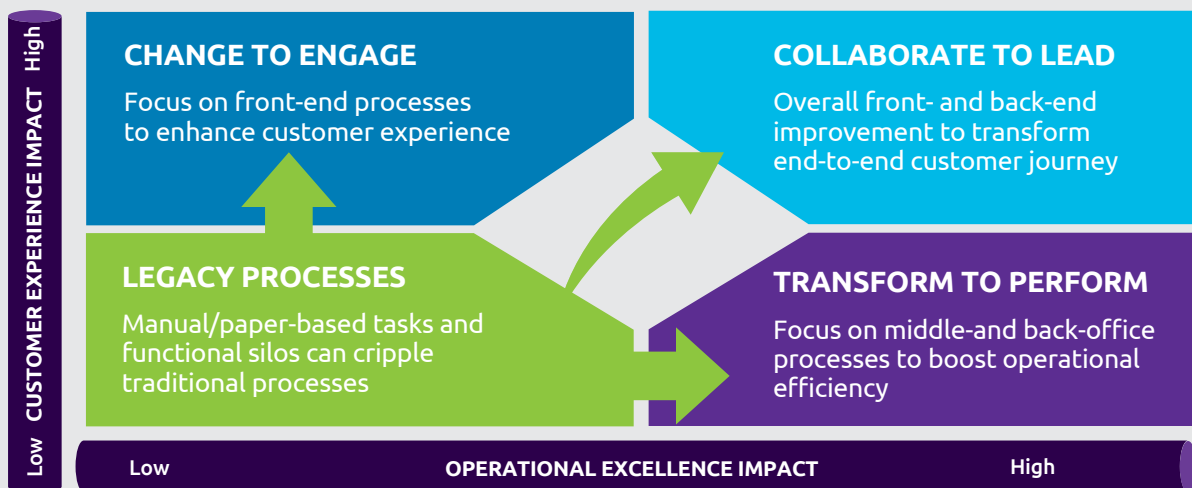 High
CUSTOMER EXPERIENCE IMPACT
Low
CHANGE TO ENGAGE
Focus on front-end processes
to enhance customer experience
COLLABORATE TO LEAD
Overall front- and back-end
improvement to transform
end-to-end customer journey
LEGACY PROCESSES
Manual/paper-based tasks and
functional silos can cripple
traditional processes
TRANSFORM TO PERFORM
Focus on middle-and back-office
processes to boost operational
efficiency
Low
OPERATIONAL EXCELLENCE IMPACT
High